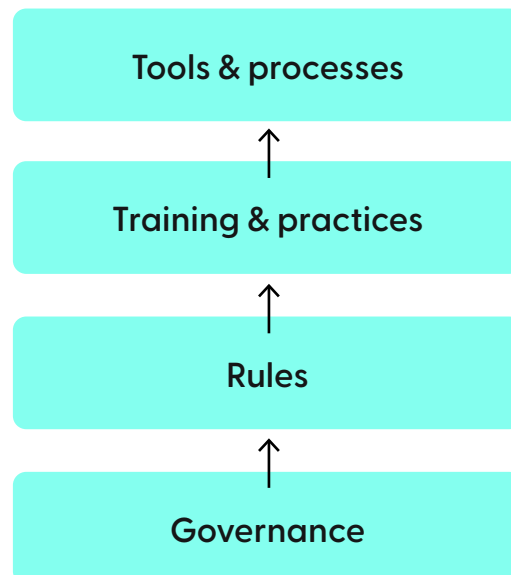 Tools & processes
Training & practices
Rules
Governance